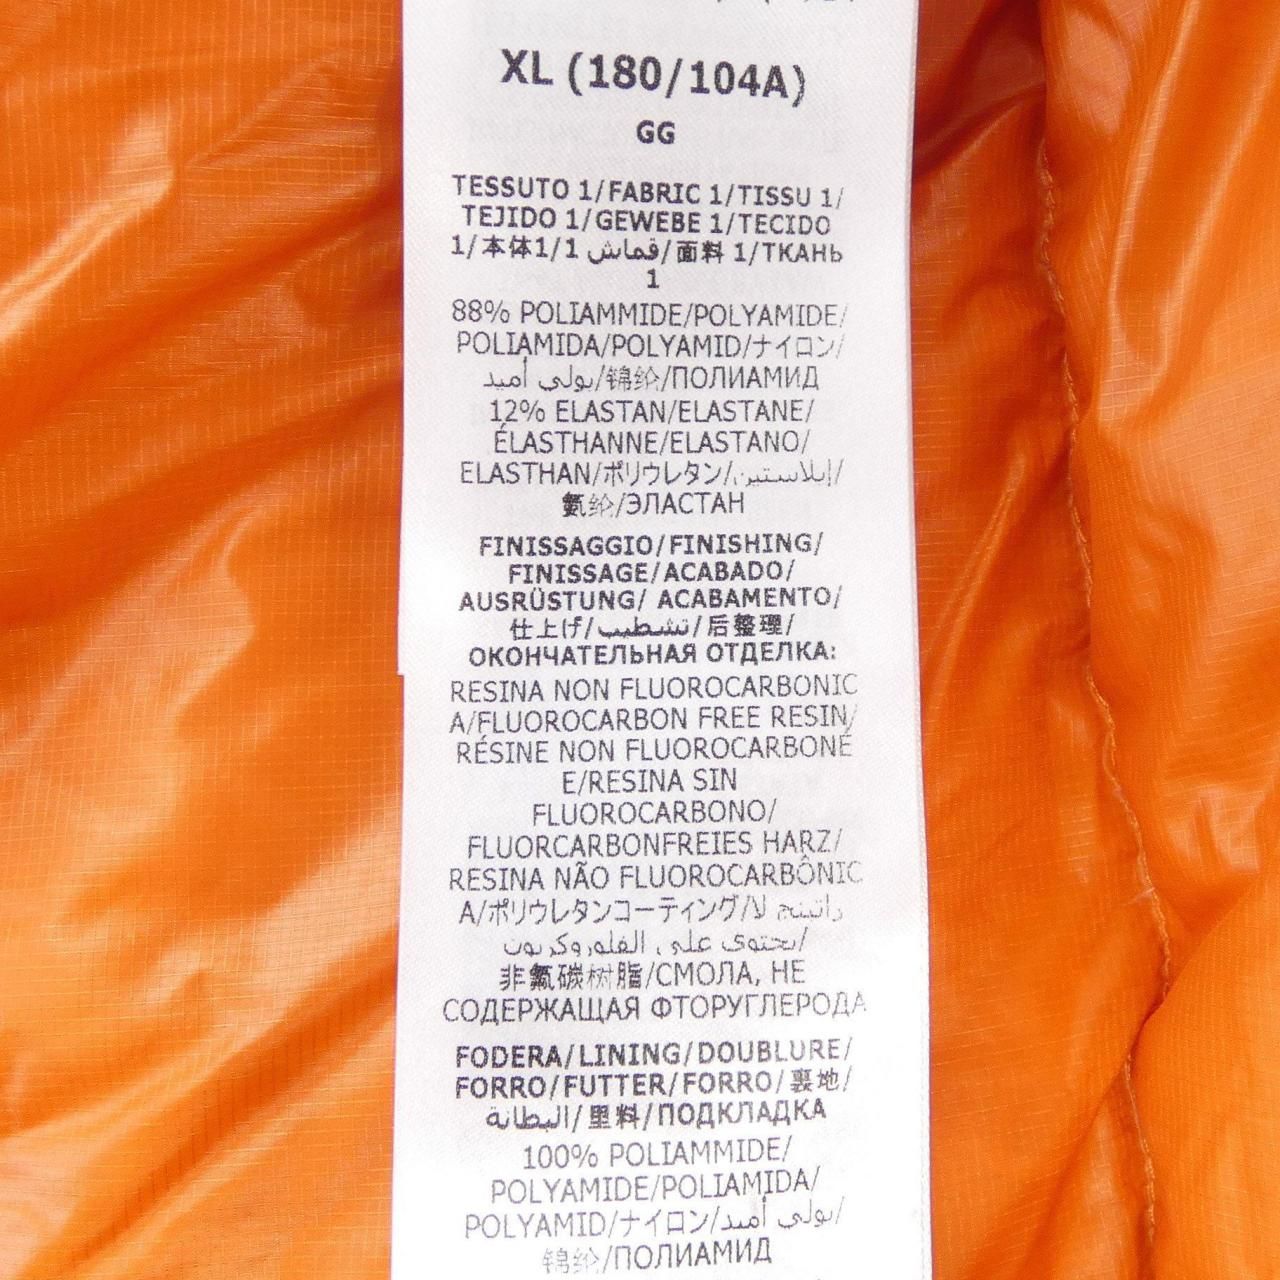 XL (180/104A)
GG
TESSUTO 1/FABRIC 1/TISSU 1/
TEJIDO 1/GEWEBE 1/TECIDO
1/本体1/1 قماش/面料 1/ТКАНЬ
1
88% POLIAMMIDE/POLYAMIDE/
POLIAMIDA/POLYAMID/ナイロン/
بولي أميد/锦纶/ПОЛИАМИД
12% ELASTAN/ELASTANE/
ÉLASTHANNE/ELASTANO/
ELASTHAN/ポリウレタン/إيلاستين/
氨纶/ЭЛАСТАН
FINISSAGGIO/FINISHING/
FINISSAGE/ACABADO/
AUSRÜSTUNG/ ACABAMENTO/
仕上げ/تشطيب/后整理/
ОКОНЧАТЕЛЬНАЯ ОТДЕЛКА:
RESINA NON FLUOROCARBONIC
A/FLUOROCARBON FREE RESIN/
RÉSINE NON FLUOROCARBONÉ
E/RESINA SIN
FLUOROCARBONO/
FLUORCARBONFREIES HARZ/
RESINA NÃO FLUOROCARBÔNIC
A/ポリウレタンコーティング/راتينج لا
يحتوي على الفلوروكربون/
非氟碳树脂/СМОЛА, НЕ
СОДЕРЖАЩАЯ ФТОРУГЛЕРОДА
FODERA/LINING/DOUBLURE/
FORRO/FUTTER/FORRO/裏地/
البطانة/里料/ПОДКЛАДКА
100% POLIAMMIDE/
POLYAMIDE/POLIAMIDA/
POLYAMID/ナイロン/بولي أميد/
锦纶/ПОЛИАМИД